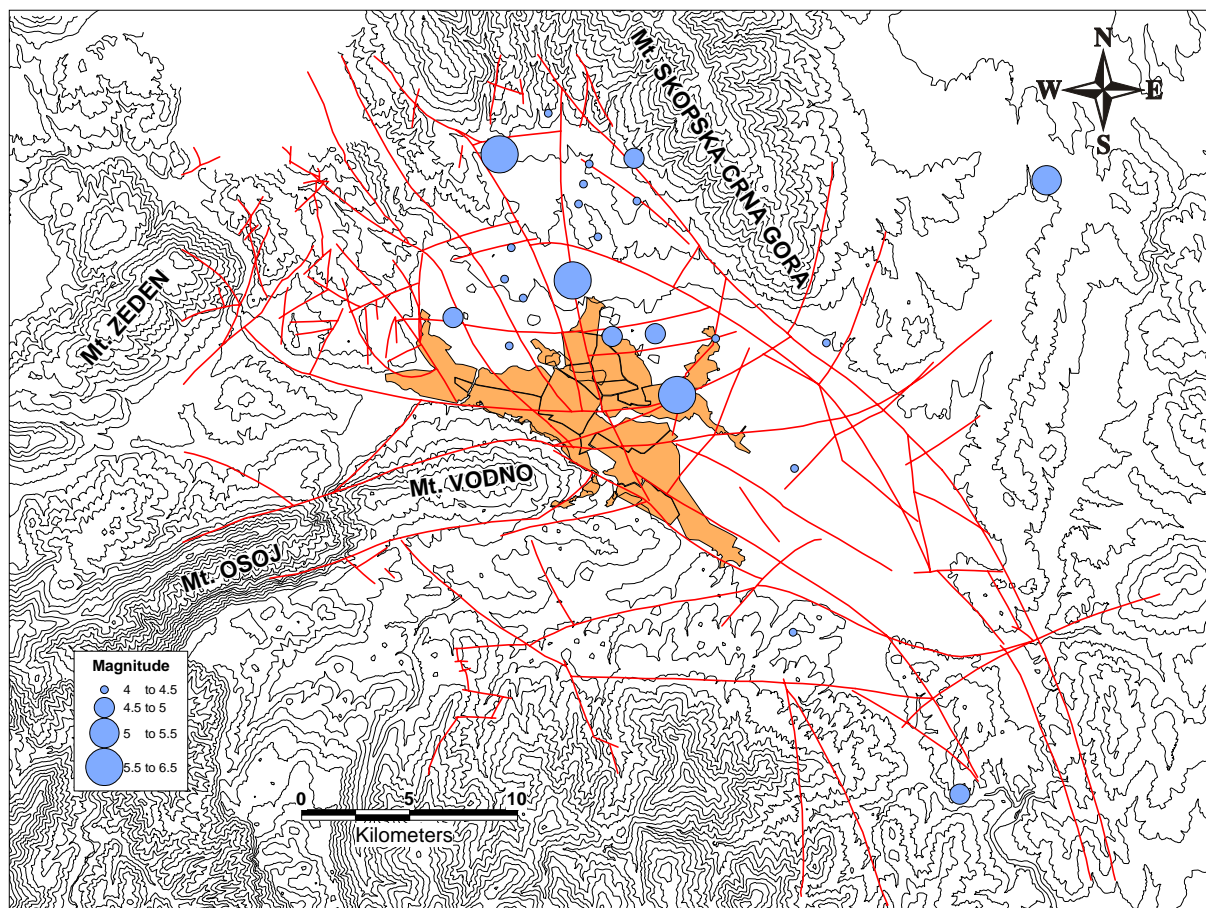 Mt. SKOPSKA CRNA GORA
N
W E
S
Mt. ZEDEN
Mt. VODNO
Mt. OSOJ
Magnitude
4 to 4.5
4.5 to 5
5 to 5.5
5.5 to 6.5
0 5 10
Kilometers